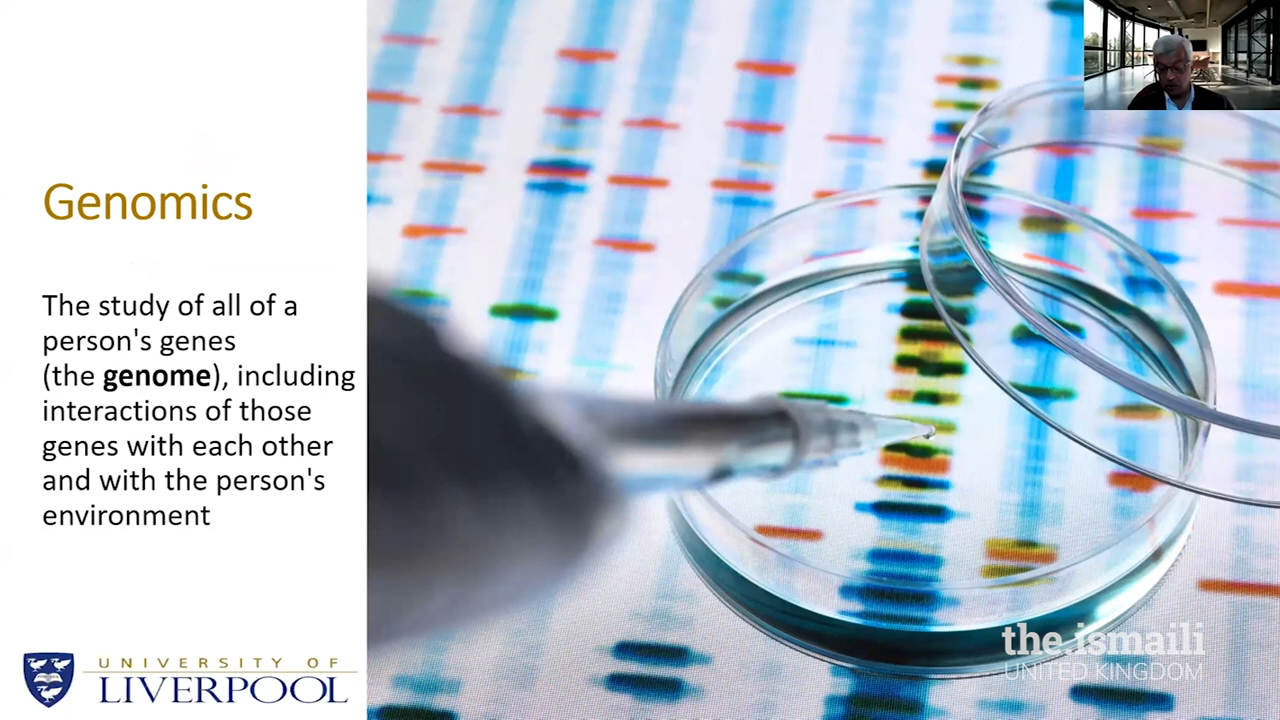 Genomics
The study of all of a
person's genes
(the genome), including
interactions of those
genes with each other
and with the person's
environment
UNIVERSITY OF
LIVERPOOL
the.ismaili
UNITED KINGDOM